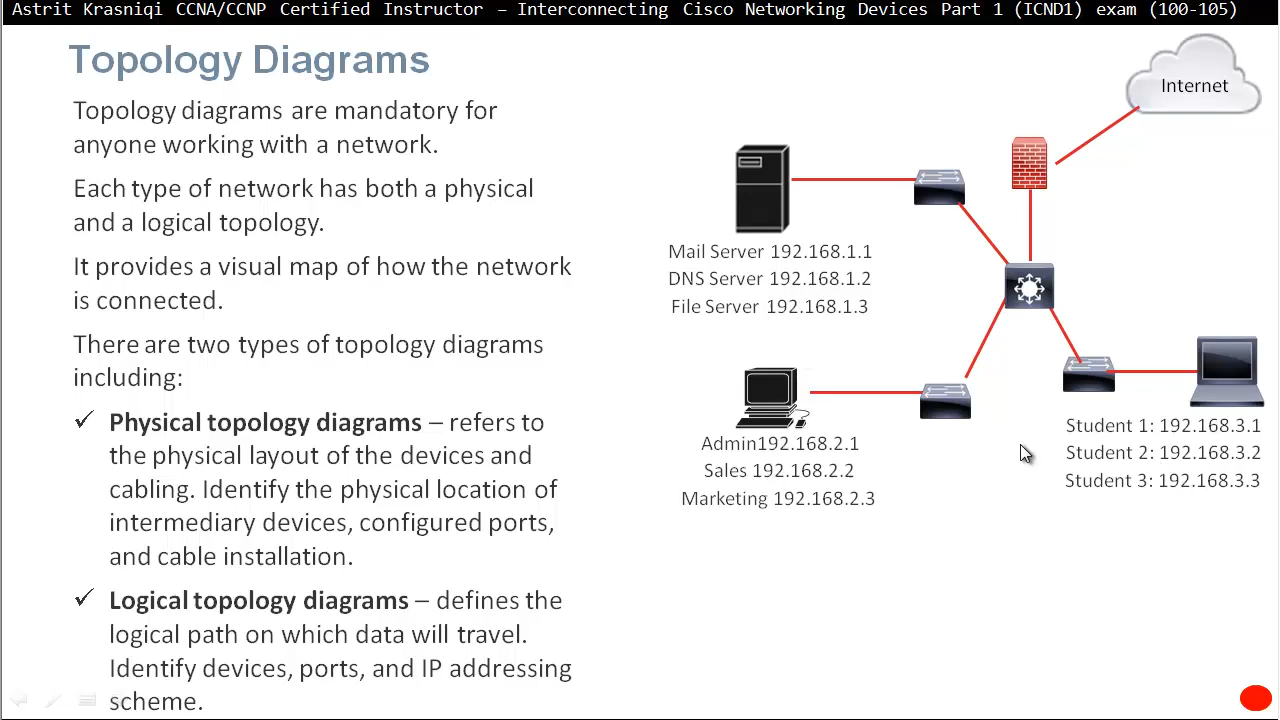 Astrit Krasniqi CCNA/CCNP Certified Instructor – Interconnecting Cisco Networking Devices Part 1 (ICND1) exam (100-105)
Topology Diagrams
Topology diagrams are mandatory for
anyone working with a network.
Each type of network has both a physical
and a logical topology.
It provides a visual map of how the network
is connected.
There are two types of topology diagrams
including:
✓ Physical topology diagrams – refers to
the physical layout of the devices and
cabling. Identify the physical location of
intermediary devices, configured ports,
and cable installation.
✓ Logical topology diagrams – defines the
logical path on which data will travel.
Identify devices, ports, and IP addressing
scheme.
Internet
Mail Server 192.168.1.1
DNS Server 192.168.1.2
File Server 192.168.1.3
Admin192.168.2.1
Sales 192.168.2.2
Marketing 192.168.2.3
Student 1: 192.168.3.1
Student 2: 192.168.3.2
Student 3: 192.168.3.3